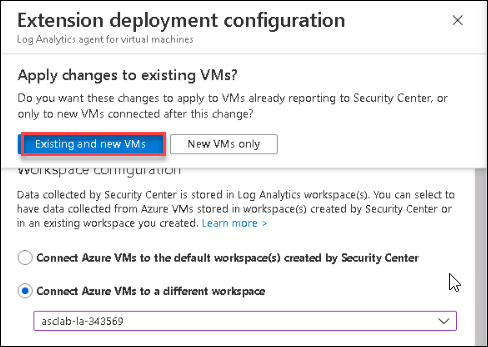 Extension deployment configuration
Log Analytics agent for virtual machines
Apply changes to existing VMs?
Do you want these changes to apply to VMs already reporting to Security Center, or
only to new VMs connected after this change?
Existing and new VMs
New VMs only
Workspace configuration
Data collected by Security Center is stored in Log Analytics workspace(s). You can select to
have data collected from Azure VMs stored in workspace(s) created by Security Center or
in an existing workspace you created. Learn more >
Connect Azure VMs to the default workspace(s) created by Security Center
Connect Azure VMs to a different workspace
asclab-la-343569